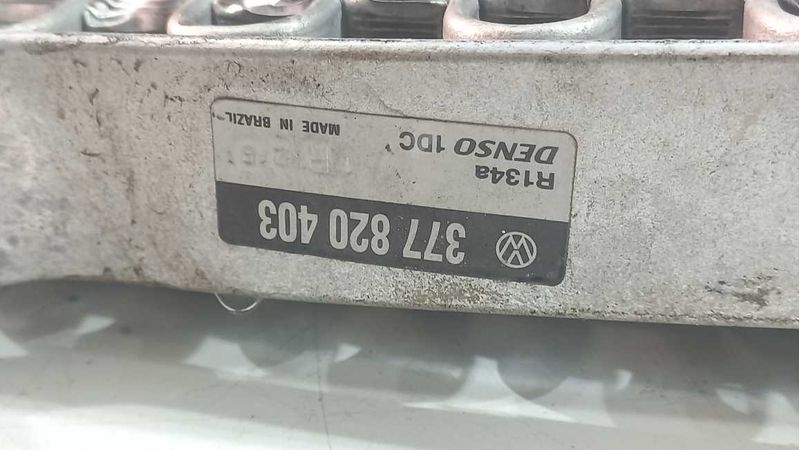 377 820 403
R134a
DENSO 1DC
MADE IN BRAZIL